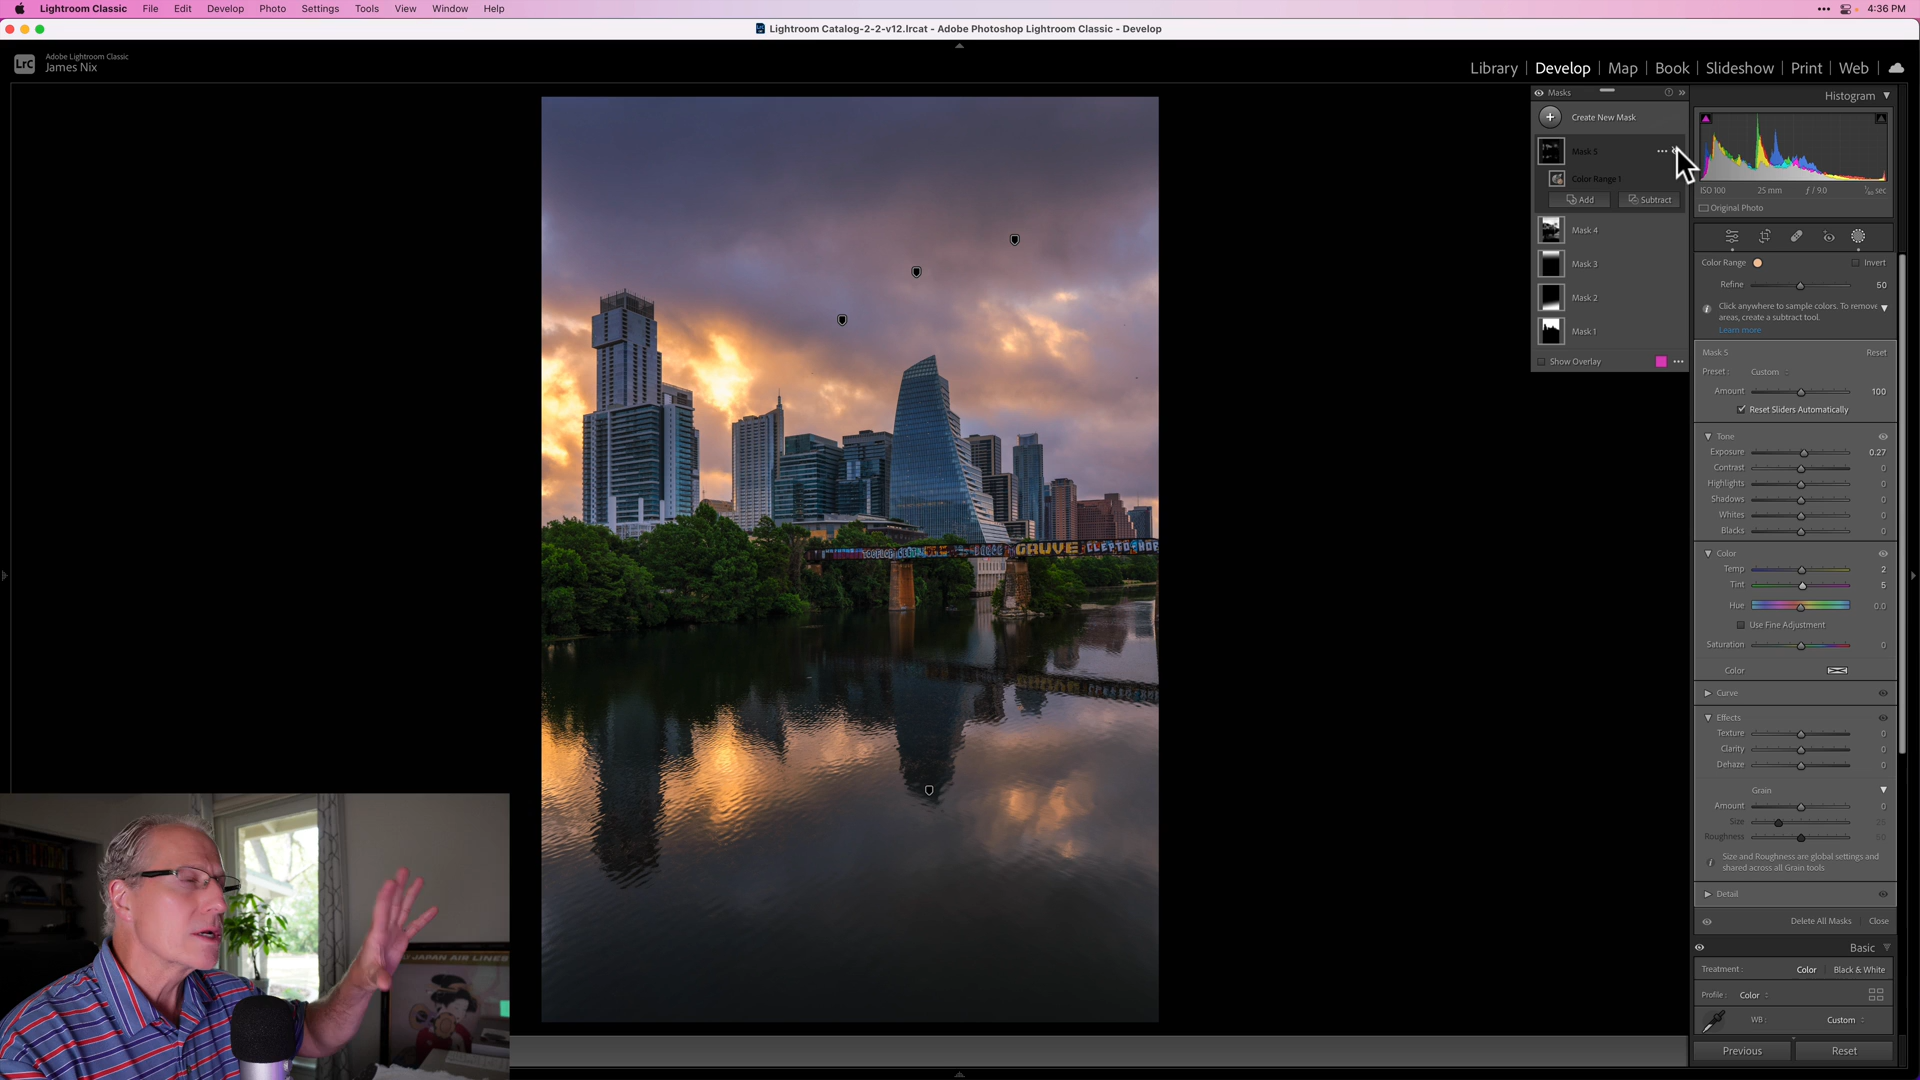 Lightroom Classic File Edit Develop Photo Settings Tools View Window Help 4:36 PM
Lightroom Catalog-2-2-v12.lrcat - Adobe Photoshop Lightroom Classic - Develop
LrC
Adobe Lightroom Classic
James Nix
Library | Develop | Map | Book | Slideshow | Print | Web
Masks
Create New Mask
Mask 5
Color Range 1
Add Subtract
Mask 4
Mask 3
Mask 2
Mask 1
Show Overlay
Histogram
ISO 100 25 mm ƒ / 9.0 sec
Original Photo
Color Range Invert
Refine 50
Click anywhere to sample colors. To remove
areas, create a subtract tool.
Learn more
Mask 5 Reset
Preset : Custom
Amount 100
Reset Sliders Automatically
Tone
Exposure 0.27
Contrast 0
Highlights 0
Shadows 0
Whites 0
Blacks 0
Color
Temp 2
Tint 5
Hue 0.0
Use Fine Adjustment
Saturation 0
Color
Curve
Effects
Texture 0
Clarity 0
Dehaze 0
Grain
Amount 0
Size 25
Roughness 50
Size and Roughness are global settings and
shared across all Grain tools
Detail
Delete All Masks Close
Basic
Treatment : Color Black & White
Profile : Color
WB : Custom
Previous Reset
GAUVE
JAPAN AIR LINES